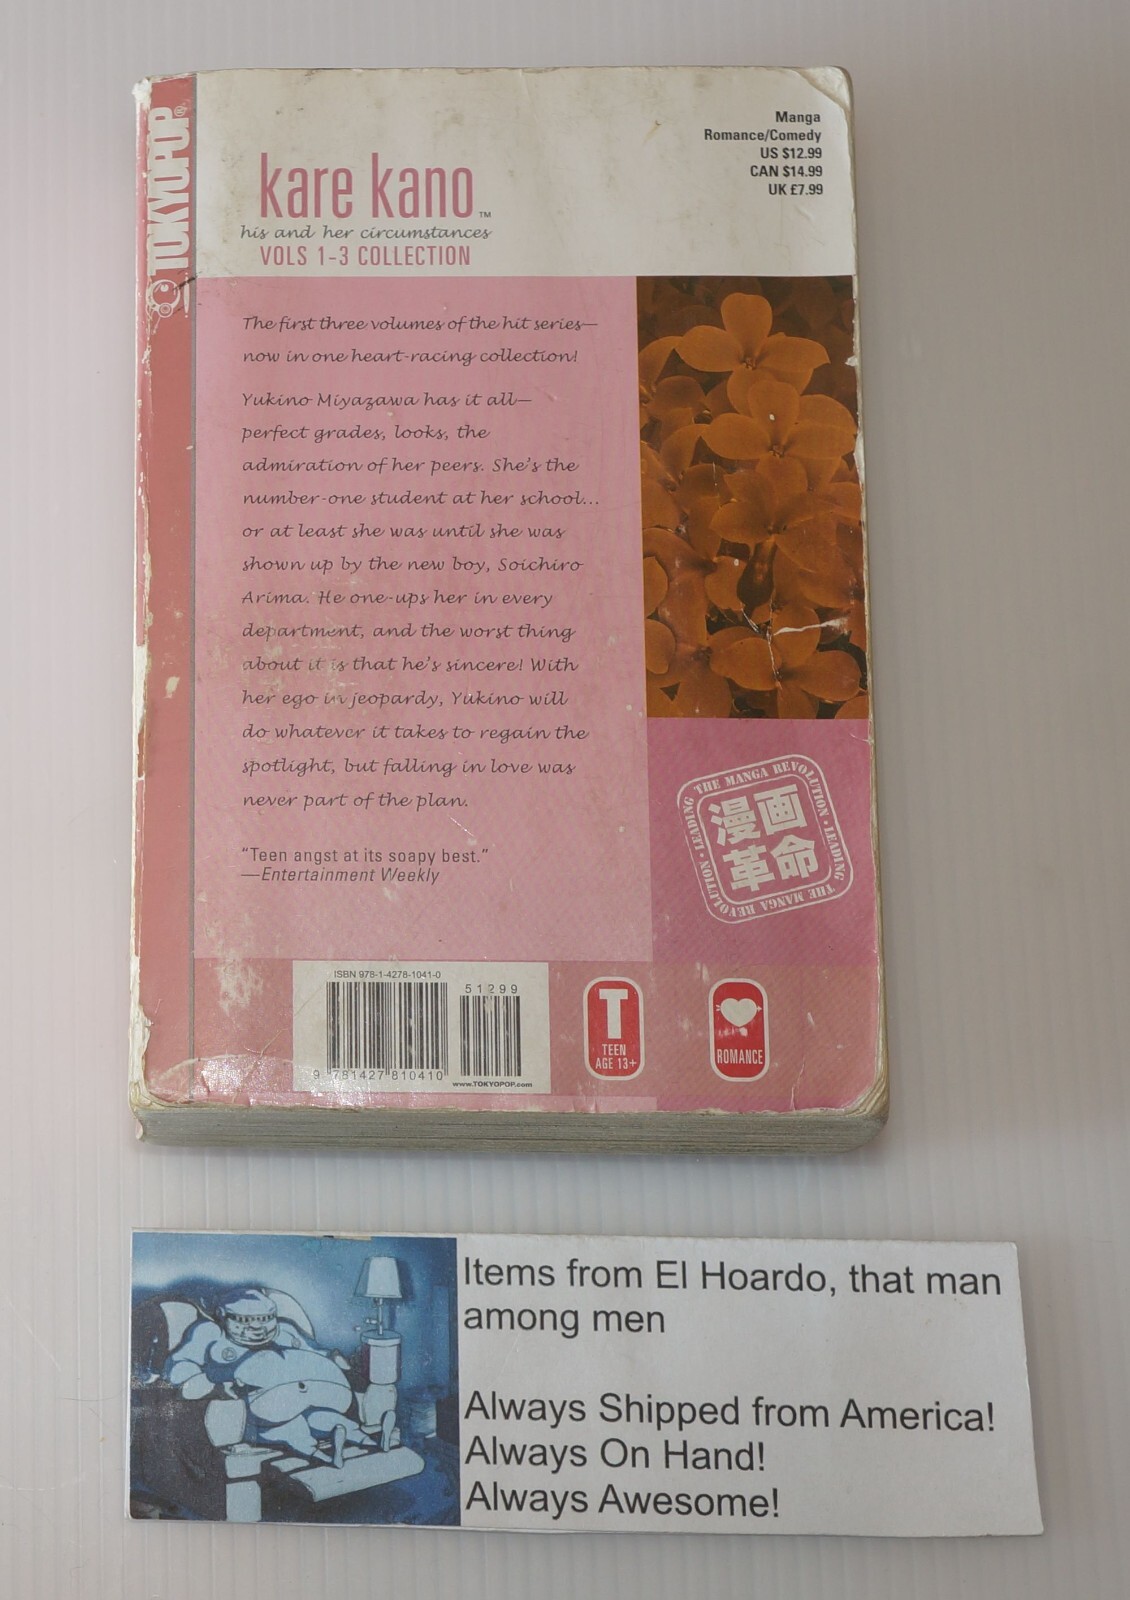 TOKYOPOP®
Manga
Romance/Comedy
US $12.99
CAN $14.99
UK £7.99
kare kano™
his and her circumstances
VOLS 1-3 COLLECTION
The first three volumes of the hit series—
now in one heart-racing collection!
Yukino Miyazawa has it all—
perfect grades, looks, the
admiration of her peers. She's the
number-one student at her school...
or at least she was until she was
shown up by the new boy, Soichiro
Arima. He one-ups her in every
department, and the worst thing
about it is that he's sincere! With
her ego in jeopardy, Yukino will
do whatever it takes to regain the
spotlight, but falling in love was
never part of the plan.
"Teen angst at its soapy best."
—Entertainment Weekly
LEADING THE MANGA REVOLUTION • LEADING THE MANGA REVOLUTION •
漫画
革命
ISBN 978-1-4278-1041-0
51299
9 781427 810410
www.TOKYOPOP.com
T
TEEN
AGE 13+
ROMANCE
Items from El Hoardo, that man
among men
Always Shipped from America!
Always On Hand!
Always Awesome!